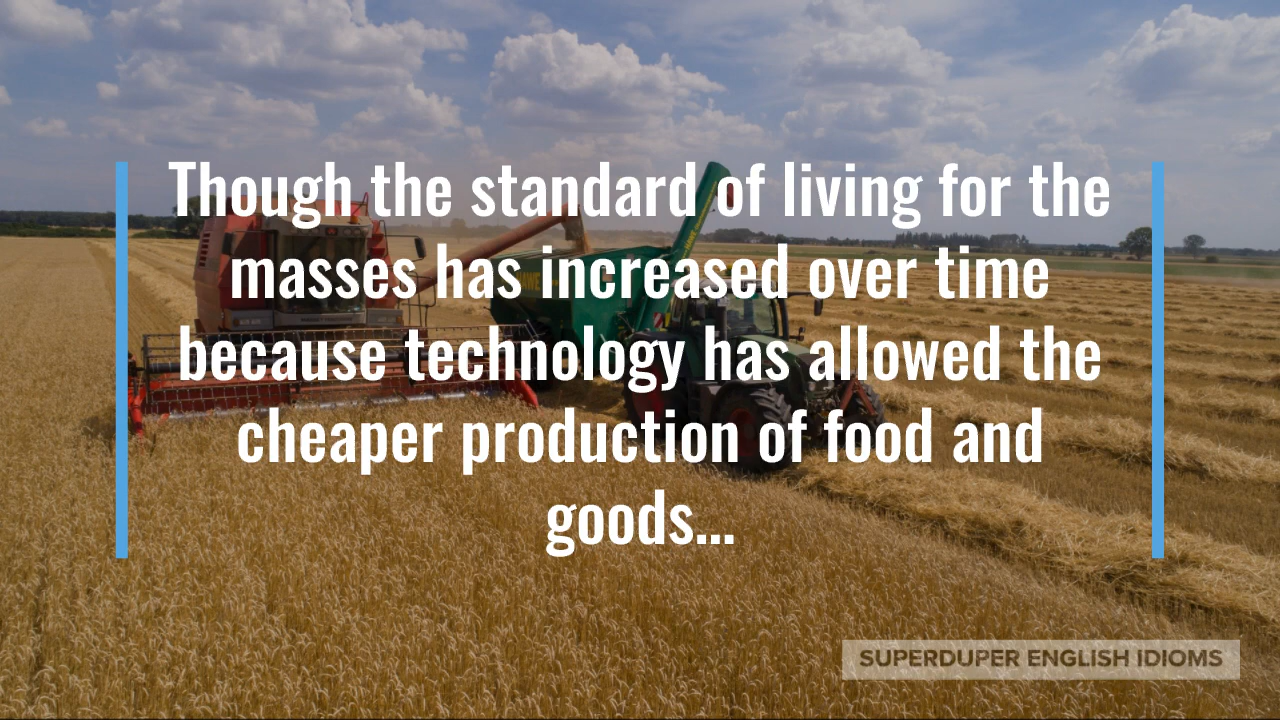 Though the standard of living for the
masses has increased over time
because technology has allowed the
cheaper production of food and
goods...
SUPERDUPER ENGLISH IDIOMS